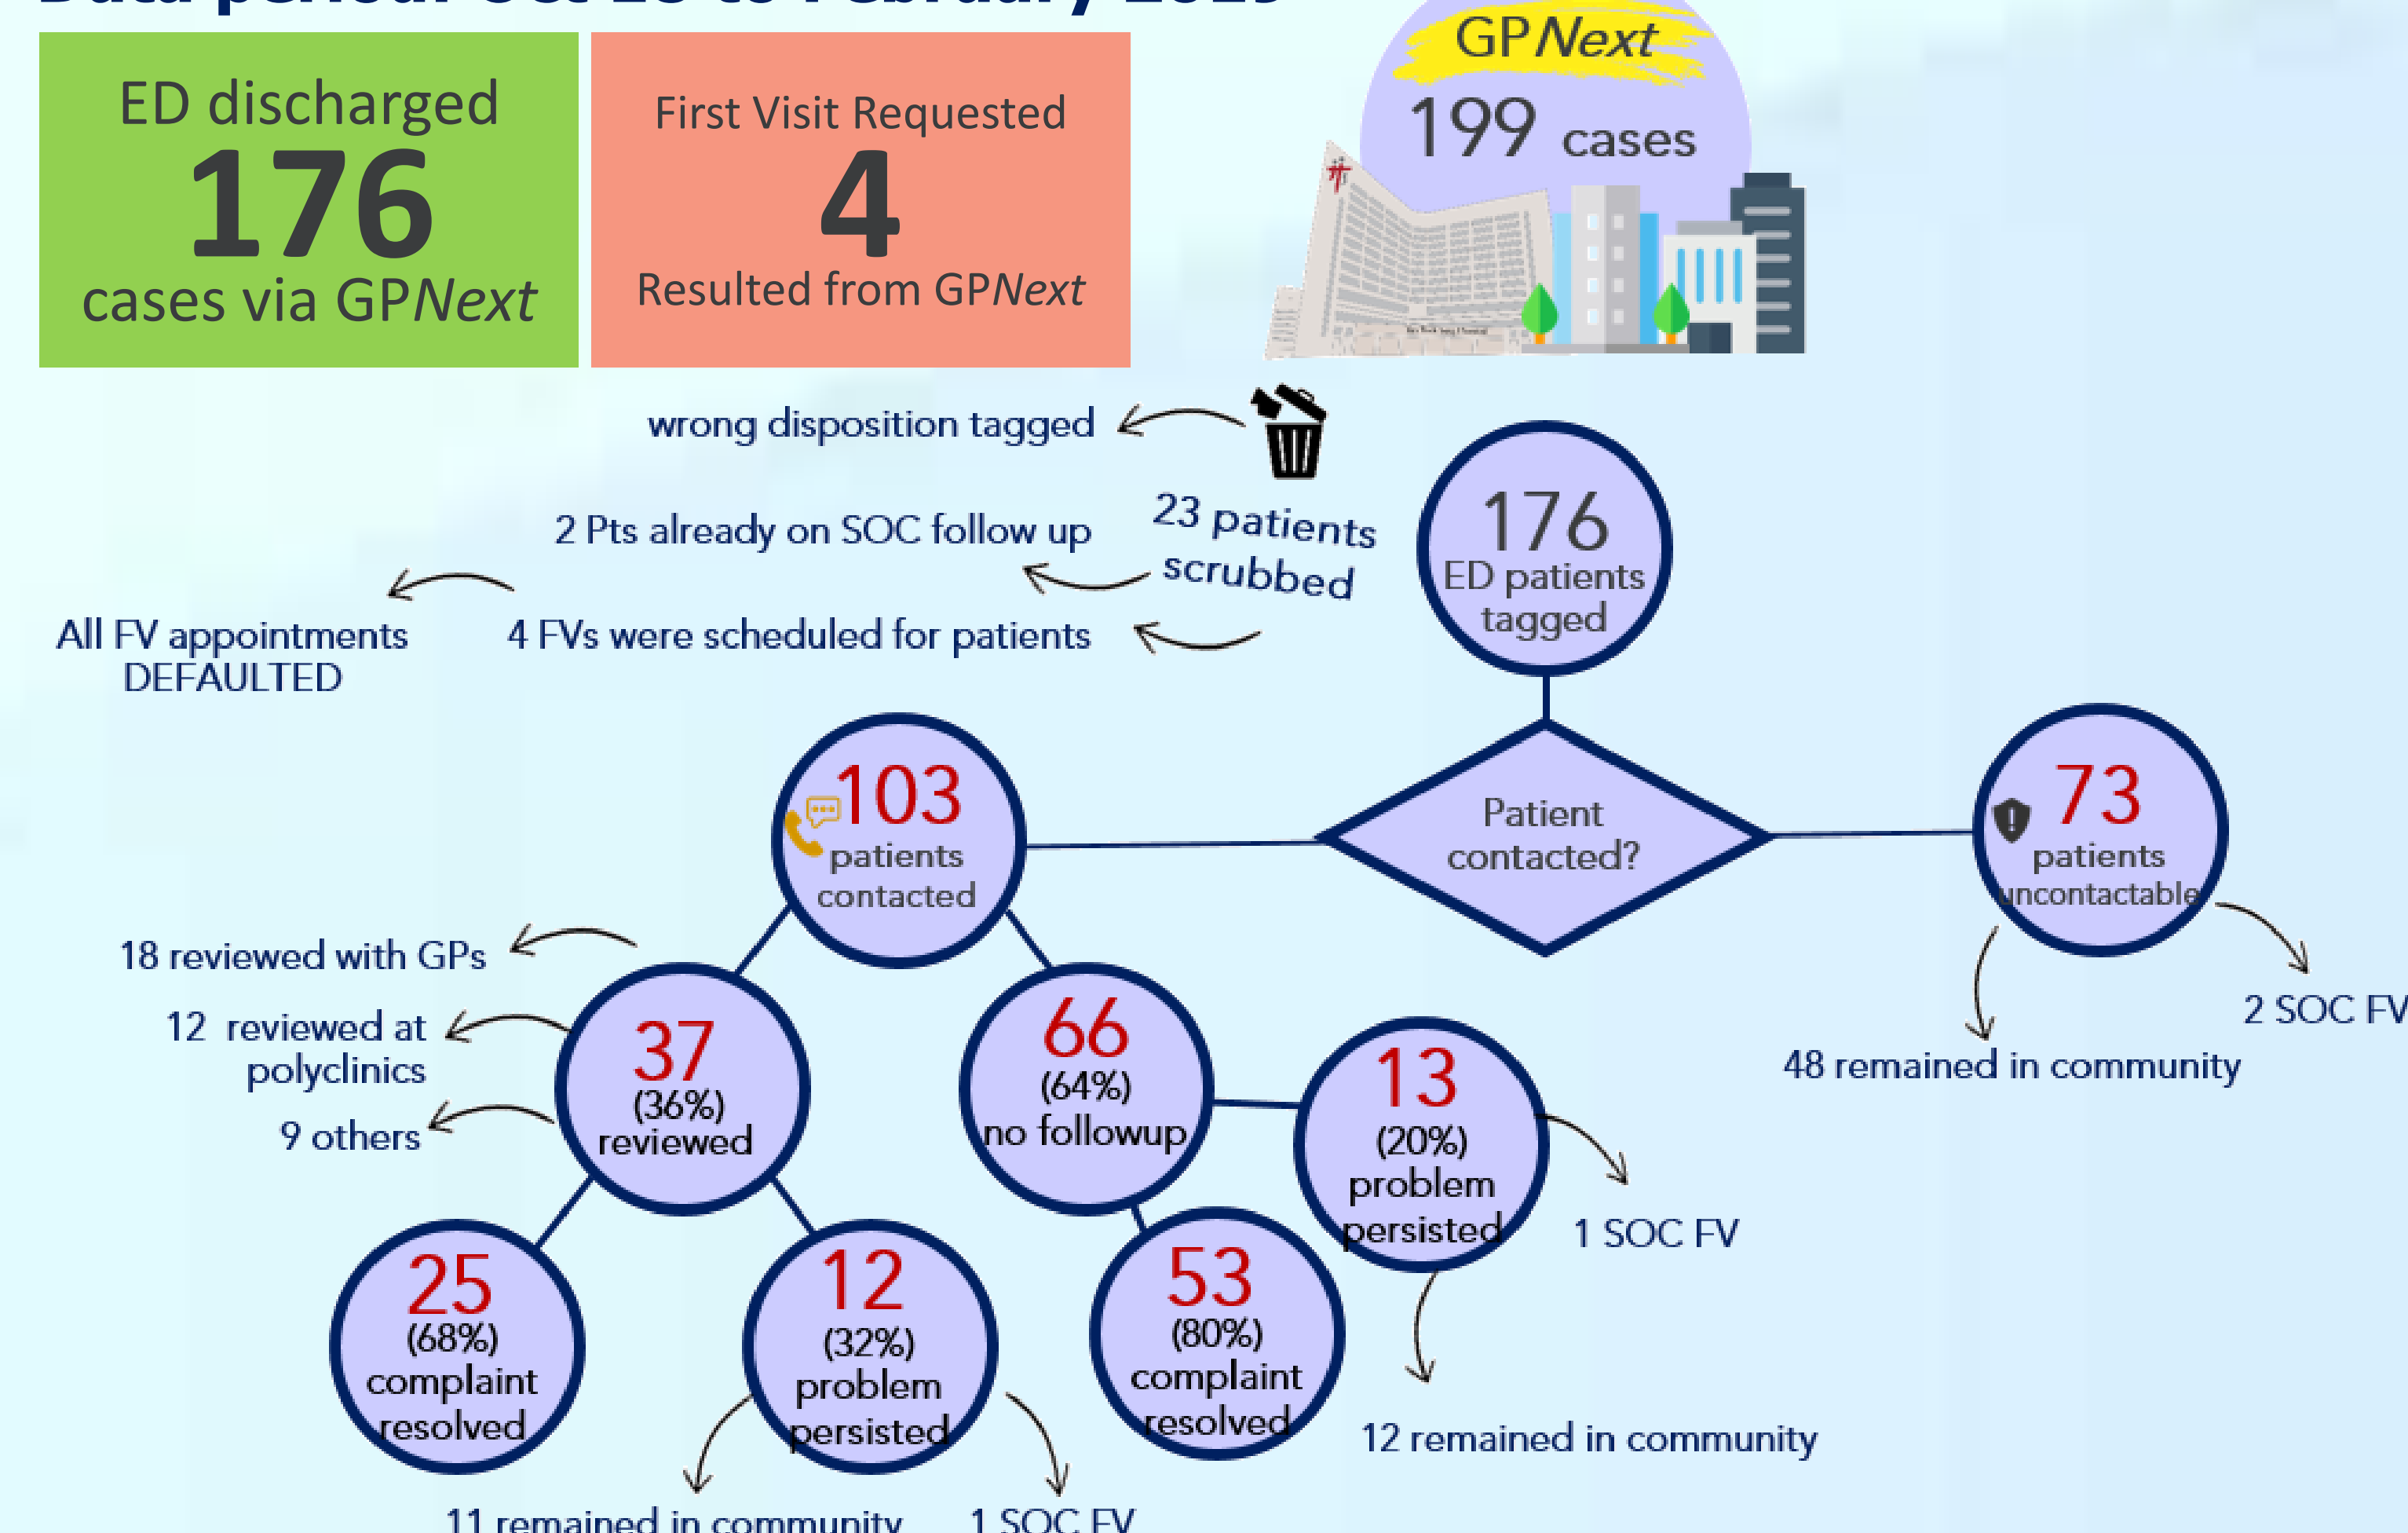 ED discharged
176
cases via GPNext
First Visit Requested
4
Resulted from GPNext
GPNext
199 cases
wrong disposition tagged
2 Pts already on SOC follow up
23 patients
scrubbed
All FV appointments
DEFAULTED
4 FVs were scheduled for patients
176
ED patients
tagged
Patient
contacted?
103
patients
contacted
73
patients
uncontactable
2 SOC FV
48 remained in community
18 reviewed with GPs
12 reviewed at
polyclinics
9 others
37
(36%)
reviewed
66
(64%)
no followup
13
(20%)
problem
persisted
1 SOC FV
12 remained in community
25
(68%)
complaint
resolved
12
(32%)
problem
persisted
53
(80%)
complaint
resolved
11 remained in community
1 SOC FV